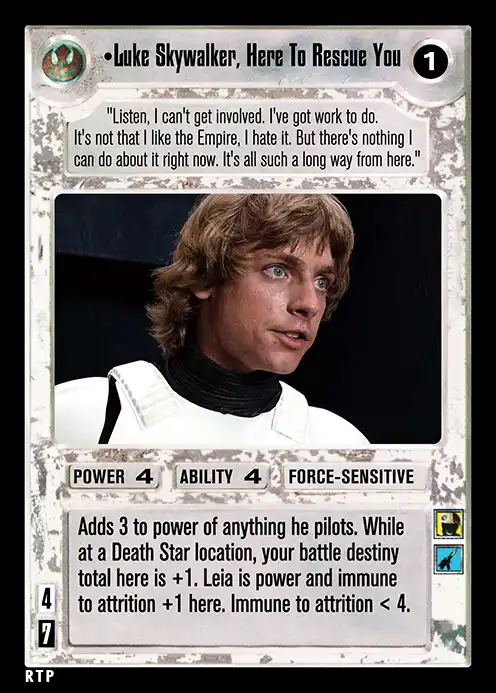 •Luke Skywalker, Here To Rescue You
1
"Listen, I can't get involved. I've got work to do.
It's not that I like the Empire, I hate it. But there's nothing I
can do about it right now. It's all such a long way from here."
POWER 4 ABILITY 4 FORCE-SENSITIVE
Adds 3 to power of anything he pilots. While
at a Death Star location, your battle destiny
total here is +1. Leia is power and immune
to attrition +1 here. Immune to attrition < 4.
4
7
RTP